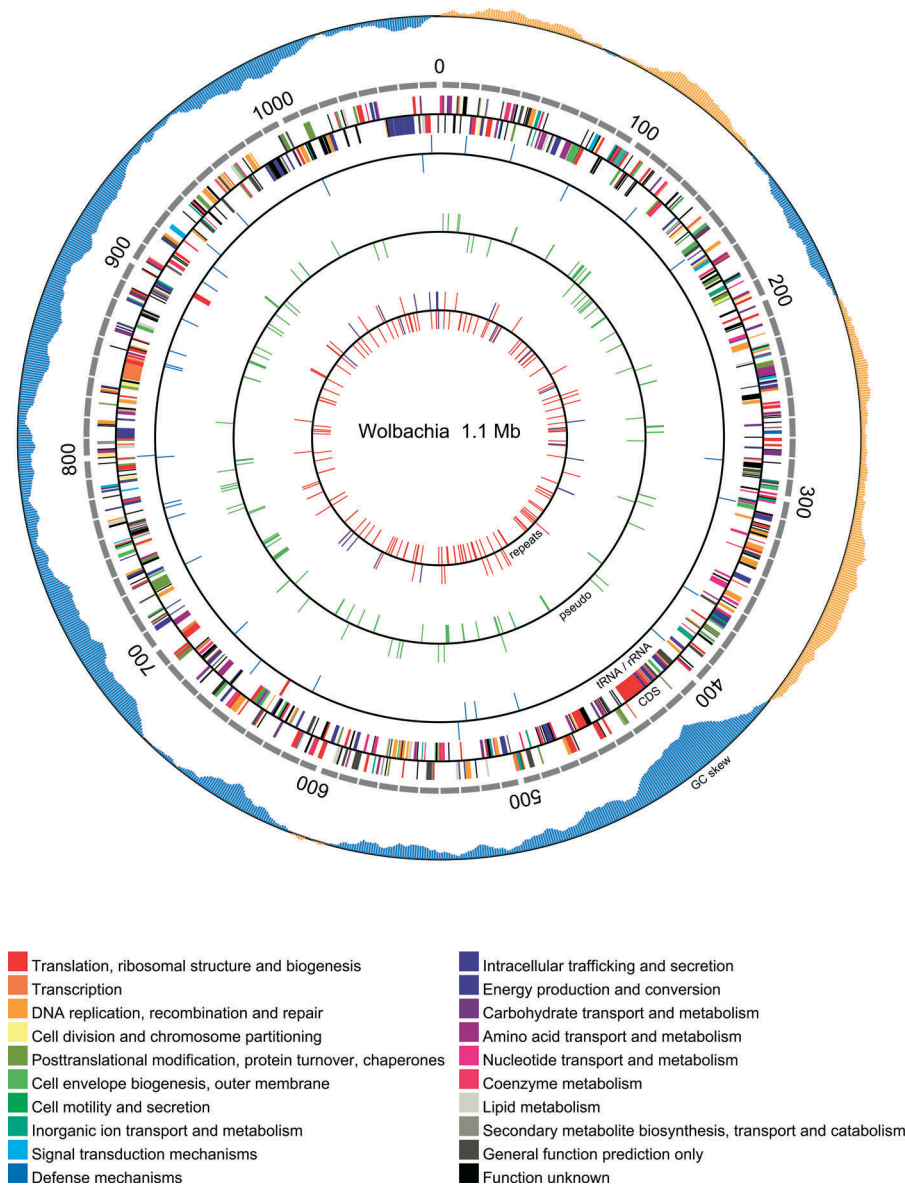 0
100
200
300
400
500
600
700
800
900
1000
Wolbachia 1.1 Mb
repeats
pseudo
tRNA / rRNA
CDS
GC skew
Translation, ribosomal structure and biogenesis
Transcription
DNA replication, recombination and repair
Cell division and chromosome partitioning
Posttranslational modification, protein turnover, chaperones
Cell envelope biogenesis, outer membrane
Cell motility and secretion
Inorganic ion transport and metabolism
Signal transduction mechanisms
Defense mechanisms
Intracellular trafficking and secretion
Energy production and conversion
Carbohydrate transport and metabolism
Amino acid transport and metabolism
Nucleotide transport and metabolism
Coenzyme metabolism
Lipid metabolism
Secondary metabolite biosynthesis, transport and catabolism
General function prediction only
Function unknown